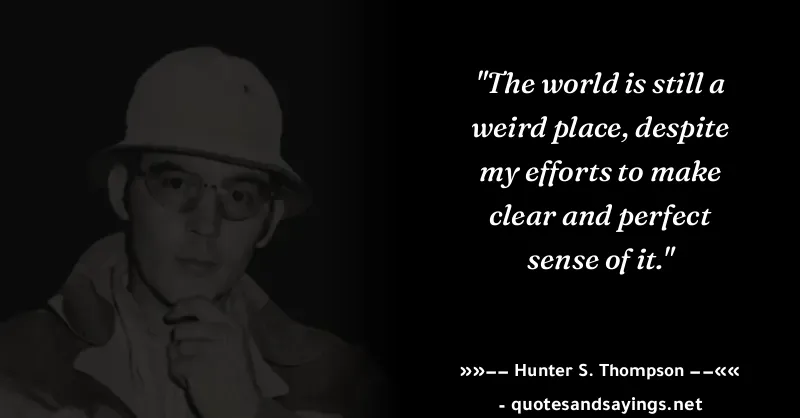 "The world is still a
weird place, despite
my efforts to make
clear and perfect
sense of it."
»»–– Hunter S. Thompson ––««
- quotesandsayings.net